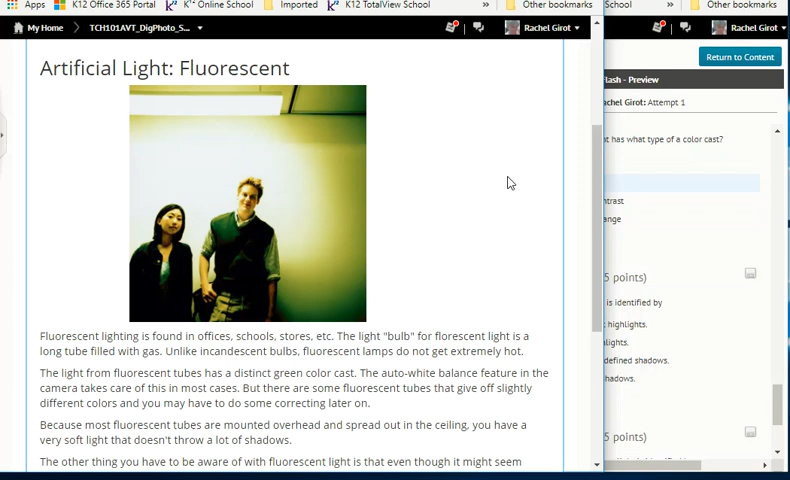 Apps K12 Office 365 Portal K¹² Online School Imported K12 TotalView School » Other bookmarks
School » Other bookmarks
My Home TCH101AVT_DigPhoto_S... Rachel Girot
Rachel Girot
Return to Content
Artificial Light: Fluorescent
Flash - Preview
Rachel Girot: Attempt 1
nt has what type of a color cast?
ntrast
ange
5 points)
is identified by
highlights.
hlights.
defined shadows.
hadows.
5 points)
Fluorescent lighting is found in offices, schools, stores, etc. The light "bulb" for florescent light is a
long tube filled with gas. Unlike incandescent bulbs, fluorescent lamps do not get extremely hot.
The light from fluorescent tubes has a distinct green color cast. The auto-white balance feature in the
camera takes care of this in most cases. But there are some fluorescent tubes that give off slightly
different colors and you may have to do some correcting later on.
Because most fluorescent tubes are mounted overhead and spread out in the ceiling, you have a
very soft light that doesn't throw a lot of shadows.
The other thing you have to be aware of with fluorescent light is that even though it might seem